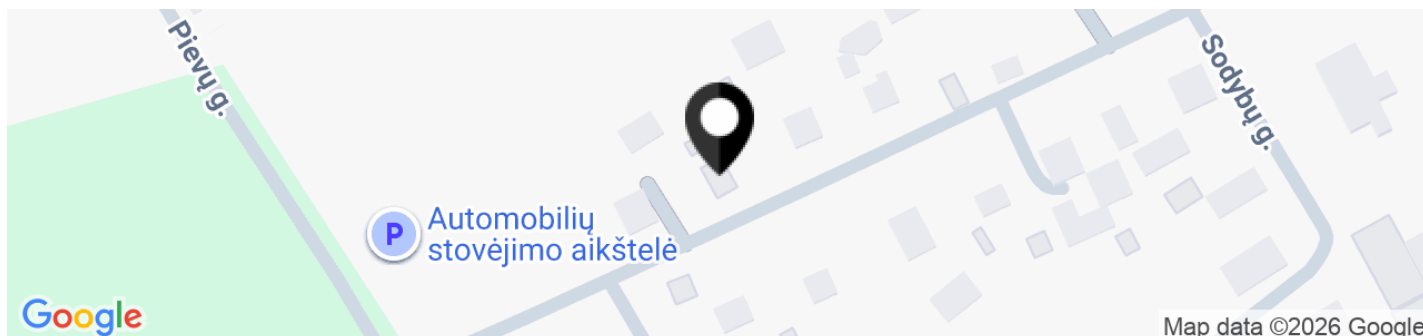 Pievų g.
Sodybų g.
P
Automobilių
stovėjimo aikštelė
Google
Map data ©2026 Google